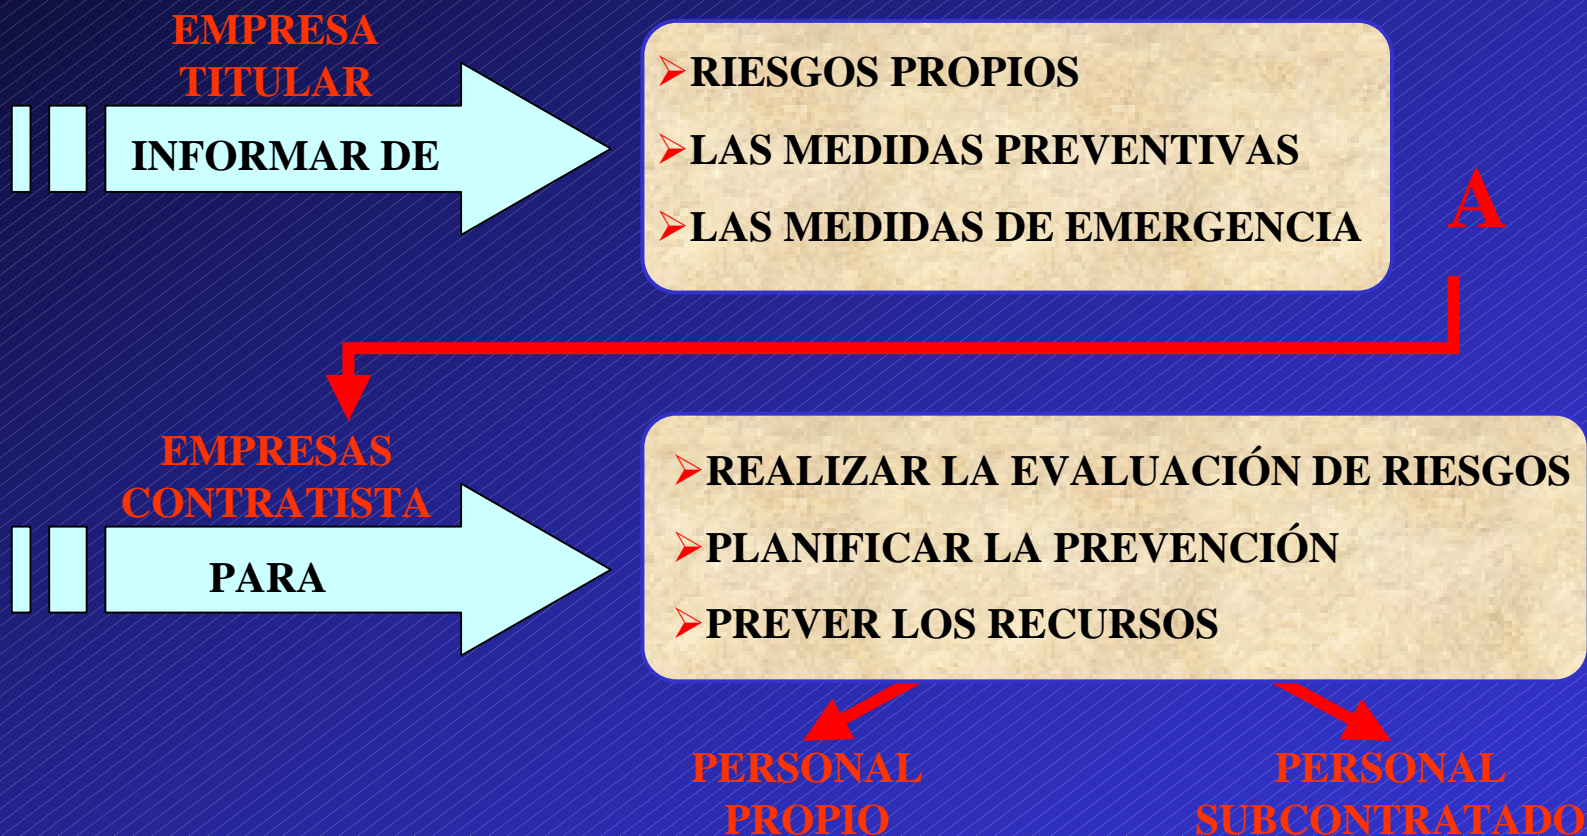 EMPRESA
TITULAR
INFORMAR DE
RIESGOS PROPIOS
LAS MEDIDAS PREVENTIVAS
LAS MEDIDAS DE EMERGENCIA
A
EMPRESAS
CONTRATISTA
PARA
REALIZAR LA EVALUACIÓN DE RIESGOS
PLANIFICAR LA PREVENCIÓN
PREVER LOS RECURSOS
PERSONAL
PROPIO
PERSONAL
SUBCONTRATADO